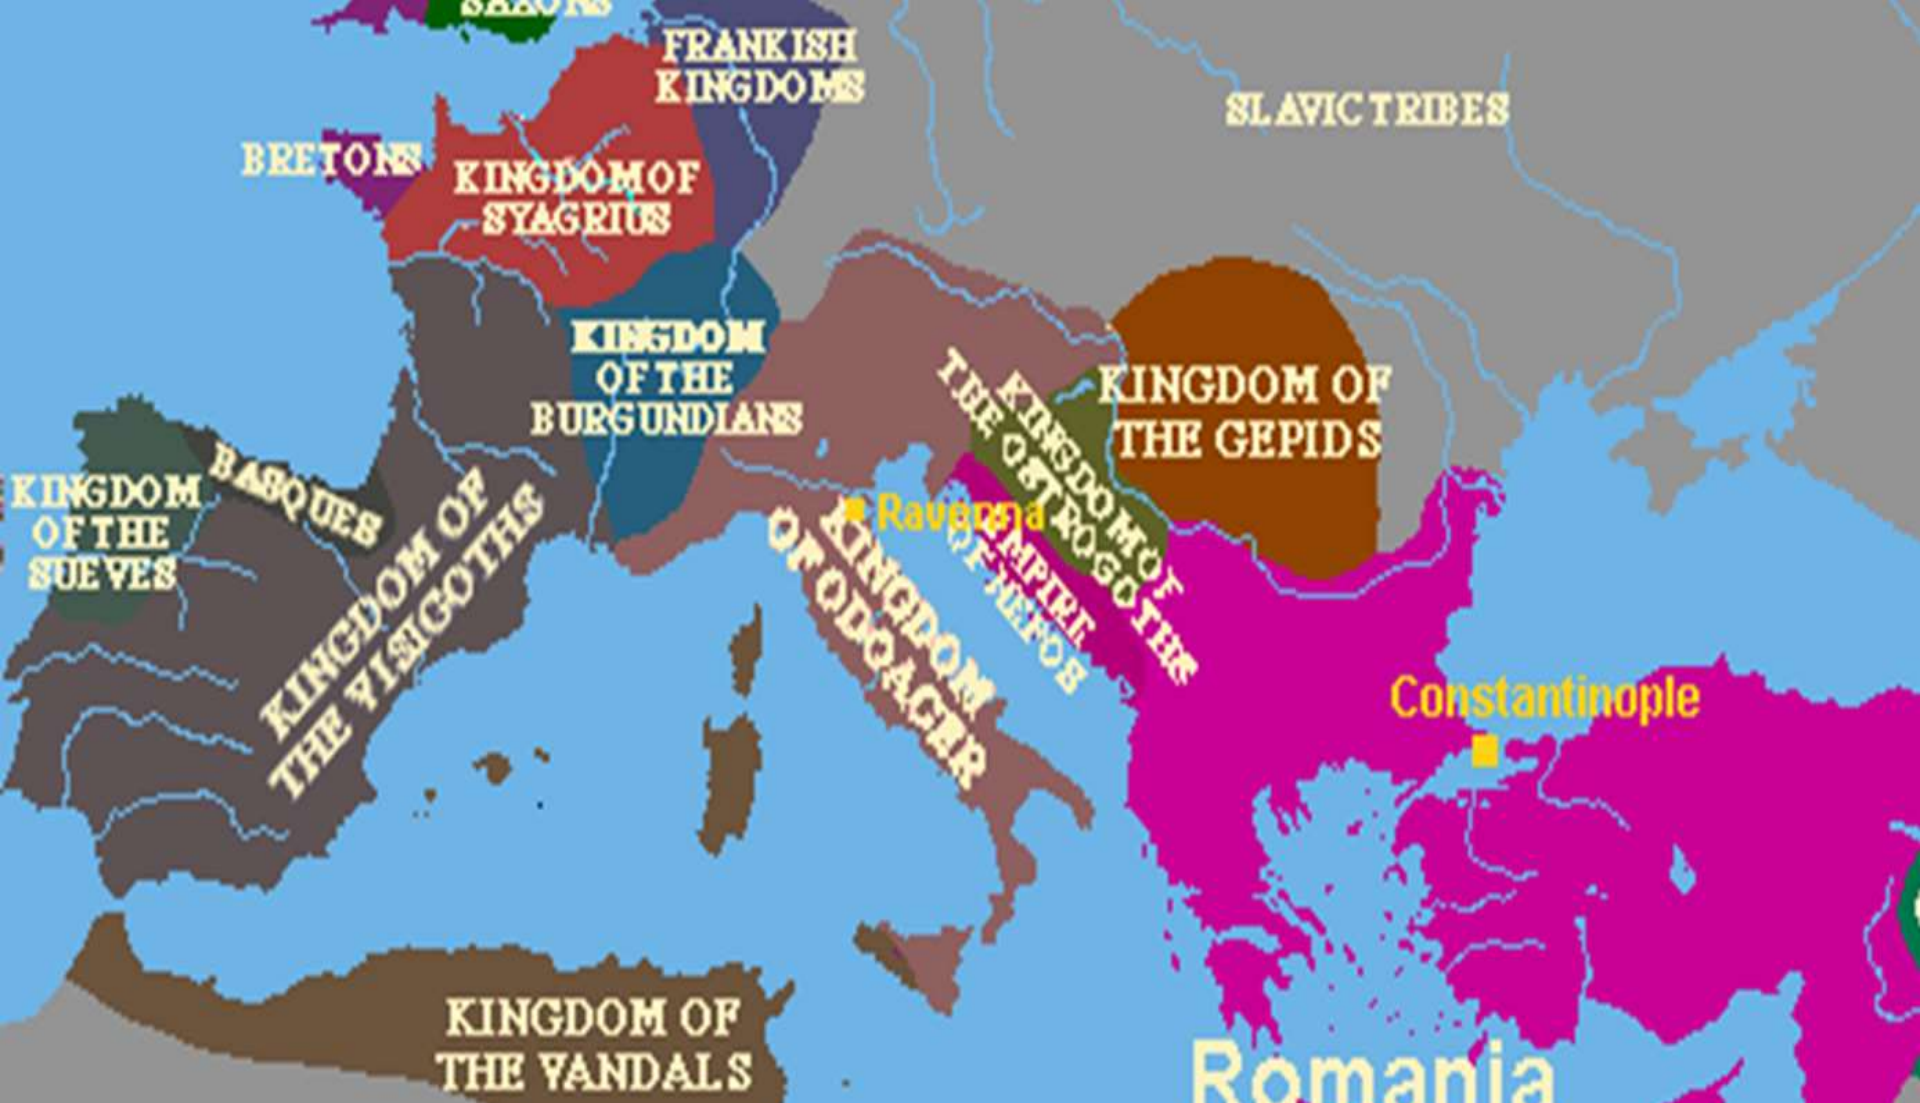 SAXONS
FRANKISH
KINGDOMS
SLAVIC TRIBES
BRETONS
KINGDOM OF
SYAGRIUS
KINGDOM
OF THE
BURGUNDIANS
KINGDOM OF
THE OSTROGOTHS
KINGDOM OF
THE GEPIDS
KINGDOM
OF THE
SUEVES
BASQUES
KINGDOM OF
THE VISIGOTHS
Ravenna
EMPIRE
OF NEPOS
KINGDOM
OF ODOACAR
Constantinople
KINGDOM OF
THE VANDALS
Romania